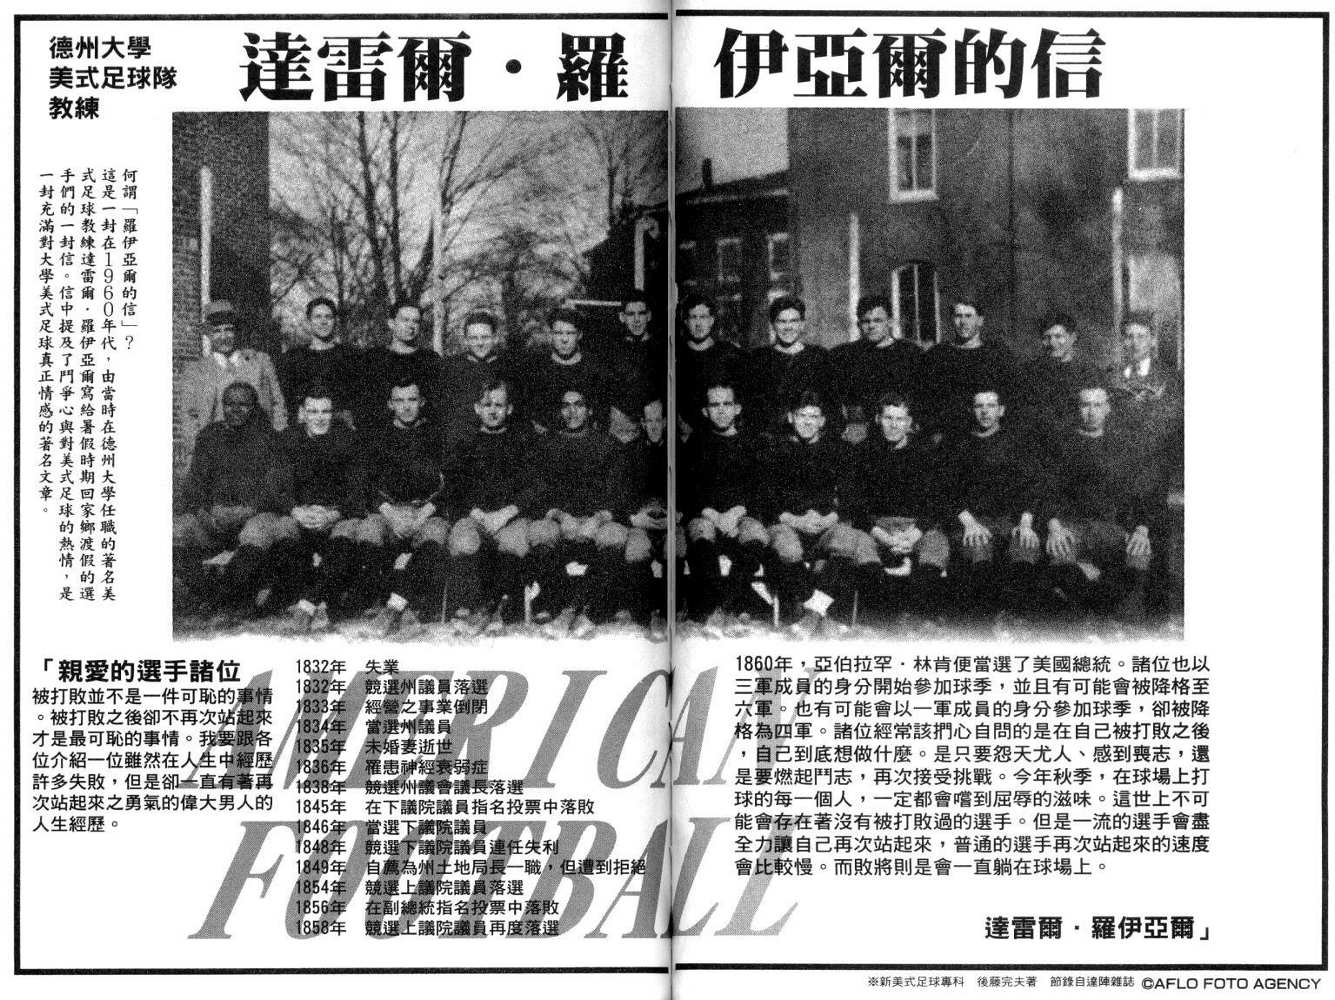 德州大學
美式足球隊
教練
達雷爾・羅伊亞爾的信
何謂「羅伊亞爾的信」？
這是一封在1960年代，由當時在德州大學任職的著名美
式足球教練達雷爾・羅伊亞爾寫給暑假時期回家鄉渡假的選
手們的一封信。信中提及了鬥爭心與對美式足球的熱情，是
一封充滿對大學美式足球真正情感的著名文章。
「親愛的選手諸位
被打敗並不是一件可恥的事情
。被打敗之後卻不再次站起來
才是最可恥的事情。我要跟各
位介紹一位雖然在人生中經歷
許多失敗，但是卻一直有著再
次站起來之勇氣的偉大男人的
人生經歷。
AMERICAN
FOOTBALL
1832年　失業
1832年　競選州議員落選
1833年　經營之事業倒閉
1834年　當選州議員
1835年　未婚妻逝世
1836年　罹患神經衰弱症
1838年　競選州議會議長落選
1845年　在下議院議員指名投票中落敗
1846年　當選下議院議員
1848年　競選下議院議員連任失利
1849年　自薦為州土地局長一職，但遭到拒絕
1854年　競選上議院議員落選
1856年　在副總統指名投票中落敗
1858年　競選上議院議員再度落選
1860年，亞伯拉罕・林肯便當選了美國總統。諸位也以
三軍成員的身分開始參加球季，並且有可能會被降格至
六軍。也有可能會以一軍成員的身分參加球季，卻被降
格為四軍。諸位經常該捫心自問的是在自己被打敗之後
，自己到底想做什麼。是只要怨天尤人、感到喪志，還
是要燃起鬥志，再次接受挑戰。今年秋季，在球場上打
球的每一個人，一定都會嚐到屈辱的滋味。這世上不可
能會存在著沒有被打敗過的選手。但是一流的選手會盡
全力讓自己再次站起來，普通的選手再次站起來的速度
會比較慢。而敗將則是會一直躺在球場上。
達雷爾・羅伊亞爾」
※新美式足球專科　後藤完夫著　節錄自達陣雜誌 ©AFLO FOTO AGENCY